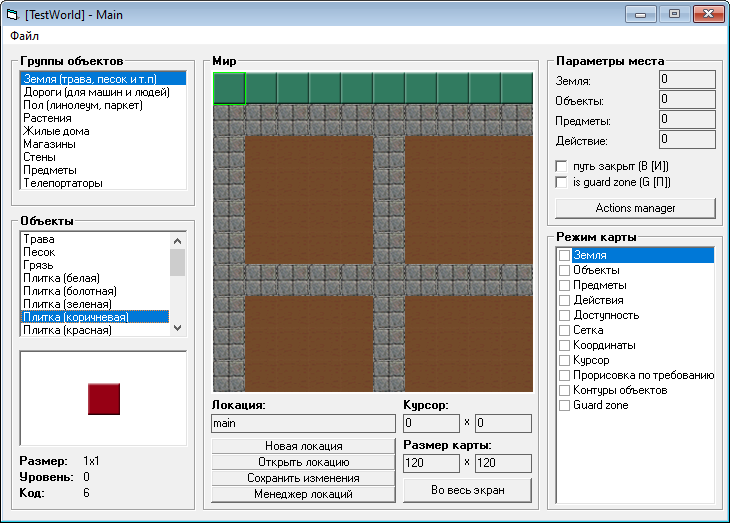 [TestWorld] - Main
Файл
Группы объектов
Земля (трава, песок и т.п)
Дороги (для машин и людей)
Пол (линолеум, паркет)
Растения
Жилые дома
Магазины
Стены
Предметы
Телепортаторы
Объекты
Трава
Песок
Грязь
Плитка (белая)
Плитка (болотная)
Плитка (зеленая)
Плитка (коричневая)
Плитка (красная)
Размер: 1x1
Уровень: 0
Код: 6
Мир
Локация:
main
Новая локация
Открыть локацию
Сохранить изменения
Менеджер локаций
Курсор:
0 x 0
Размер карты:
120 x 120
Во весь экран
Параметры места
Земля: 0
Объекты: 0
Предметы: 0
Действие: 0
путь закрыт (B [И])
is guard zone (G [П])
Actions manager
Режим карты
Земля
Объекты
Предметы
Действия
Доступность
Сетка
Координаты
Курсор
Прорисовка по требованию
Контуры объектов
Guard zone